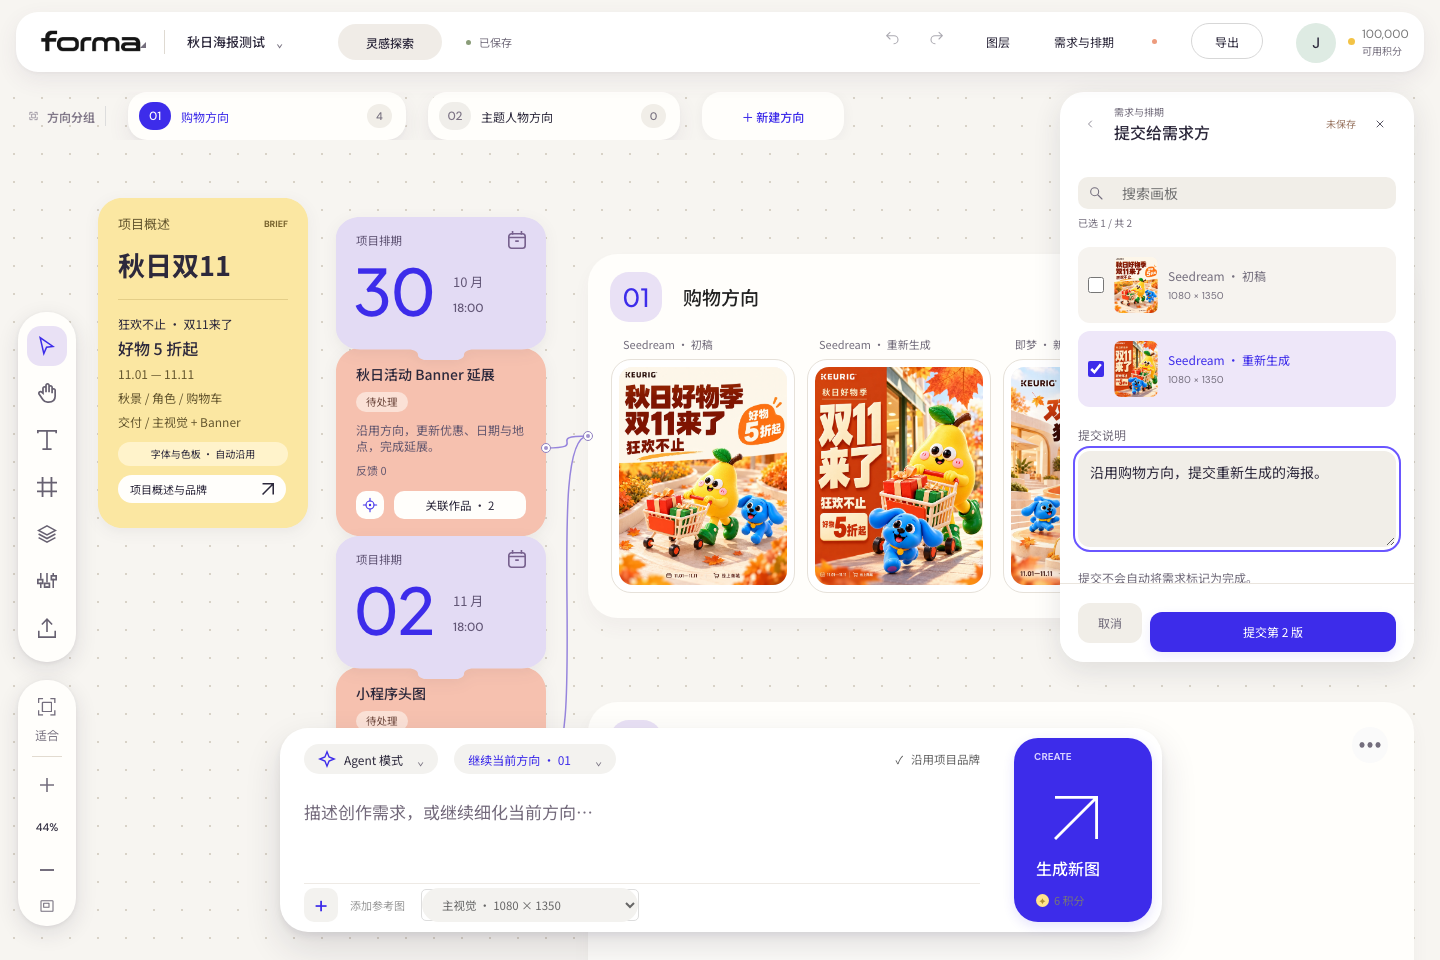 forma
秋日海报测试
灵感探索
已保存
图层
需求与排期
导出
J
100,000
可用积分
方向分组
01 购物方向 4
02 主题人物方向 0
+ 新建方向
项目概述 BRIEF
秋日双11
狂欢不止 · 双11来了
好物 5 折起
11.01 — 11.11
秋景 / 角色 / 购物车
交付 / 主视觉 + Banner
字体与色板 · 自动沿用
项目概述与品牌
适合
44%
项目排期
30
10 月
18:00
秋日活动 Banner 延展
待处理
沿用方向，更新优惠、日期与地
点，完成延展。
反馈 0
关联作品 · 2
项目排期
02
11 月
18:00
小程序头图
待处理
01 购物方向
Seedream · 初稿
KEURIG
秋日好物季
双11来了
狂欢不止
好物
5折起
11.01—11.11
线上商城
Seedream · 重新生成
KEURIG
秋日好物季
双11
来了
狂欢不止
好物5折起
即梦 ·
KEURIG
11.01—11.11
需求与排期
提交给需求方
未保存
搜索画板
已选 1 / 共 2
Seedream · 初稿
1080 × 1350
Seedream · 重新生成
1080 × 1350
提交说明
沿用购物方向，提交重新生成的海报。
提交不会自动将需求标记为完成。
取消
提交第 2 版
Agent 模式
继续当前方向 · 01
✓ 沿用项目品牌
描述创作需求，或继续细化当前方向…
添加参考图
主视觉 · 1080 × 1350
CREATE
生成新图
6 积分